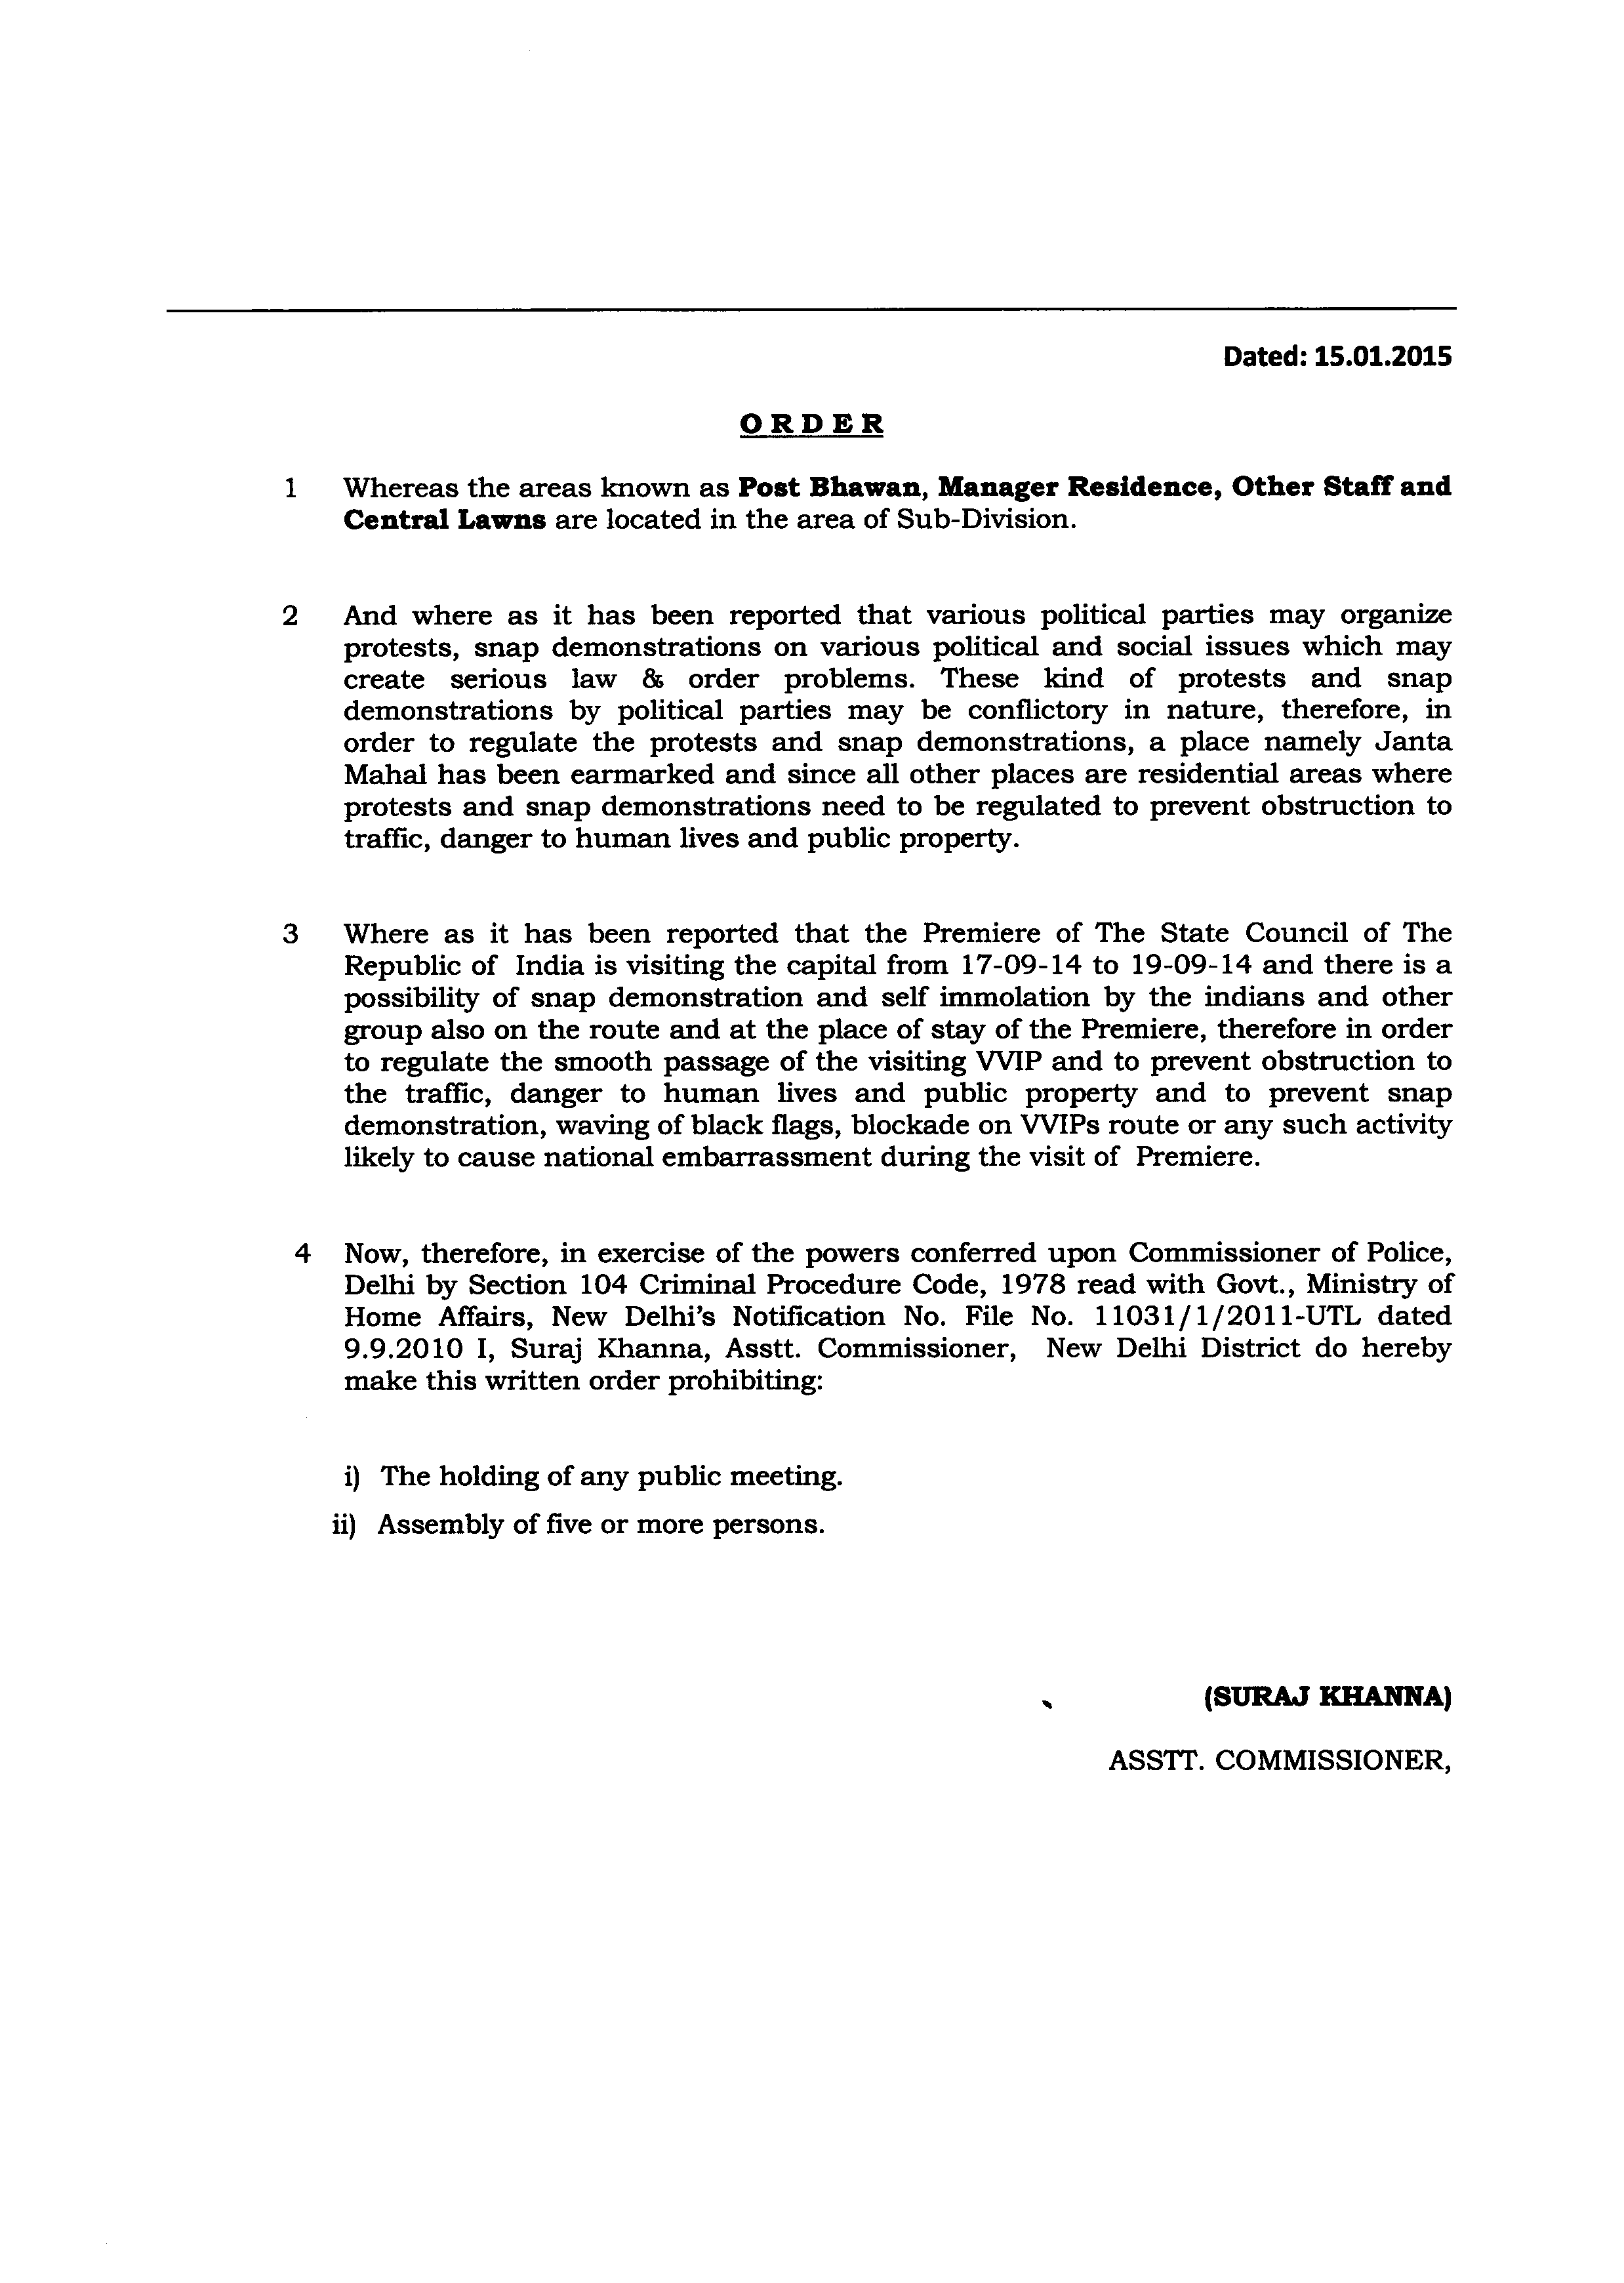 Dated: 15.01.2015
ORDER
1 Whereas the areas known as Post Bhawan, Manager Residence, Other Staff and
Central Lawns are located in the area of Sub-Division.
2 And where as it has been reported that various political parties may organize
protests, snap demonstrations on various political and social issues which may
create serious law & order problems. These kind of protests and snap
demonstrations by political parties may be conflictory in nature, therefore, in
order to regulate the protests and snap demonstrations, a place namely Janta
Mahal has been earmarked and since all other places are residential areas where
protests and snap demonstrations need to be regulated to prevent obstruction to
traffic, danger to human lives and public property.
3 Where as it has been reported that the Premiere of The State Council of The
Republic of India is visiting the capital from 17-09-14 to 19-09-14 and there is a
possibility of snap demonstration and self immolation by the indians and other
group also on the route and at the place of stay of the Premiere, therefore in order
to regulate the smooth passage of the visiting VVIP and to prevent obstruction to
the traffic, danger to human lives and public property and to prevent snap
demonstration, waving of black flags, blockade on VVIPs route or any such activity
likely to cause national embarrassment during the visit of Premiere.
4 Now, therefore, in exercise of the powers conferred upon Commissioner of Police,
Delhi by Section 104 Criminal Procedure Code, 1978 read with Govt., Ministry of
Home Affairs, New Delhi's Notification No. File No. 11031/1/2011-UTL dated
9.9.2010 I, Suraj Khanna, Asstt. Commissioner, New Delhi District do hereby
make this written order prohibiting:
i) The holding of any public meeting.
ii) Assembly of five or more persons.
(SURAJ KHANNA)
ASSTT. COMMISSIONER,